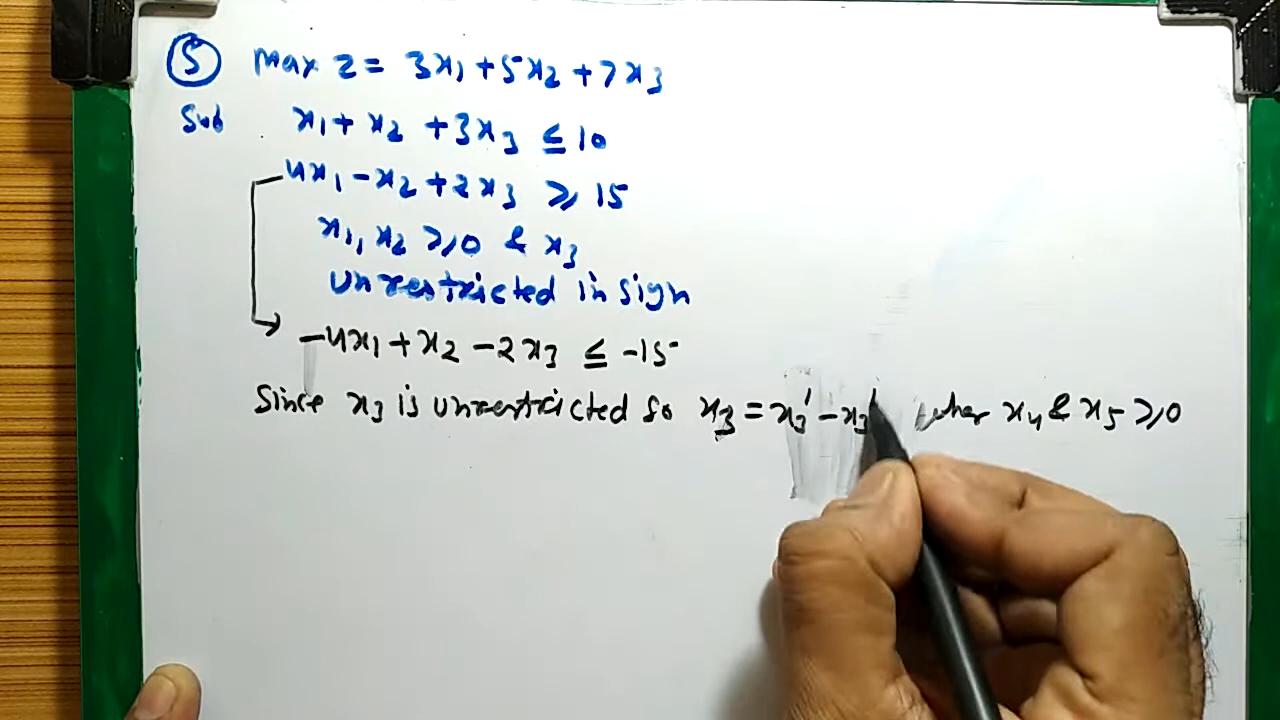 ⑤ Max Z = 3x₁ + 5x₂ + 7x₃
Sub x₁ + x₂ + 3x₃ ≤ 10
4x₁ - x₂ + 2x₃ ≥ 15
x₁, x₂ ≥ 0 & x₃
unrestricted in sign
-4x₁ + x₂ - 2x₃ ≤ -15
Since x₃ is unrestricted so x₃ = x₃' - x₃' wher x₄ & x₅ ≥ 0